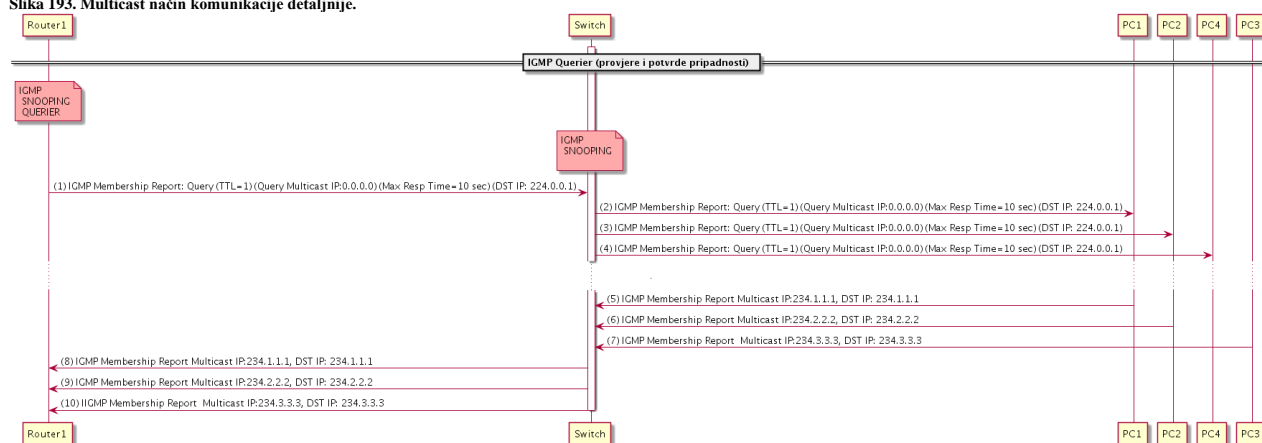 Slika 193. Multicast način komunikacije detaljnije.
Router1
Switch
PC1
PC2
PC4
PC3
IGMP Querier (provjere i potvrde pripadnosti)
IGMP
SNOOPING
QUERIER
IGMP
SNOOPING
(1) IGMP Membership Report: Query (TTL=1) (Query Multicast IP:0.0.0.0) (Max Resp Time=10 sec) (DST IP: 224.0.0.1)
(2) IGMP Membership Report: Query (TTL=1) (Query Multicast IP:0.0.0.0) (Max Resp Time=10 sec) (DST IP: 224.0.0.1)
(3) IGMP Membership Report: Query (TTL=1) (Query Multicast IP:0.0.0.0) (Max Resp Time=10 sec) (DST IP: 224.0.0.1)
(4) IGMP Membership Report: Query (TTL=1) (Query Multicast IP:0.0.0.0) (Max Resp Time=10 sec) (DST IP: 224.0.0.1)
(5) IGMP Membership Report Multicast IP:234.1.1.1, DST IP: 234.1.1.1
(6) IGMP Membership Report Multicast IP:234.2.2.2, DST IP: 234.2.2.2
(7) IGMP Membership Report  Multicast IP:234.3.3.3, DST IP: 234.3.3.3
(8) IGMP Membership Report Multicast IP:234.1.1.1, DST IP: 234.1.1.1
(9) IGMP Membership Report Multicast IP:234.2.2.2, DST IP: 234.2.2.2
(10) IIGMP Membership Report  Multicast IP:234.3.3.3, DST IP: 234.3.3.3
Router1
Switch
PC1
PC2
PC4
PC3